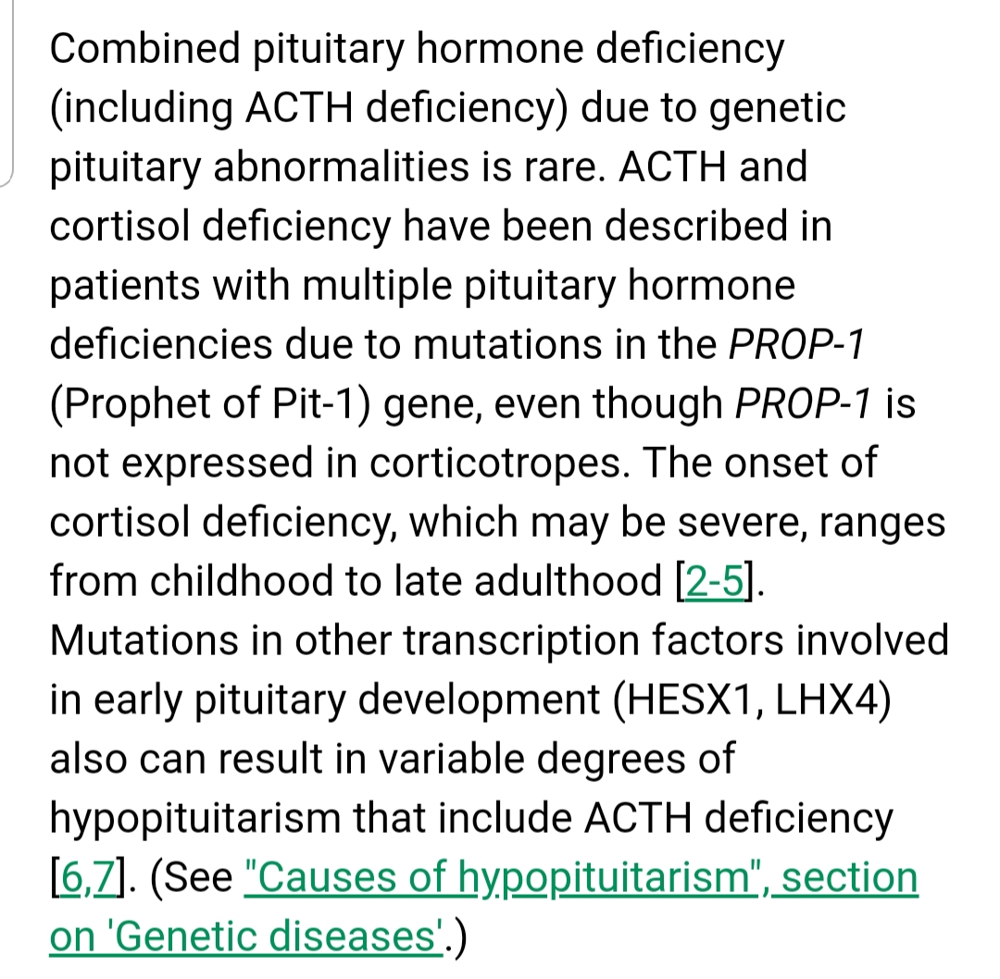 Combined pituitary hormone deficiency
(including ACTH deficiency) due to genetic
pituitary abnormalities is rare. ACTH and
cortisol deficiency have been described in
patients with multiple pituitary hormone
deficiencies due to mutations in the PROP-1
(Prophet of Pit-1) gene, even though PROP-1 is
not expressed in corticotropes. The onset of
cortisol deficiency, which may be severe, ranges
from childhood to late adulthood [2-5].
Mutations in other transcription factors involved
in early pituitary development (HESX1, LHX4)
also can result in variable degrees of
hypopituitarism that include ACTH deficiency
[6,7]. (See "Causes of hypopituitarism", section
on 'Genetic diseases'.)